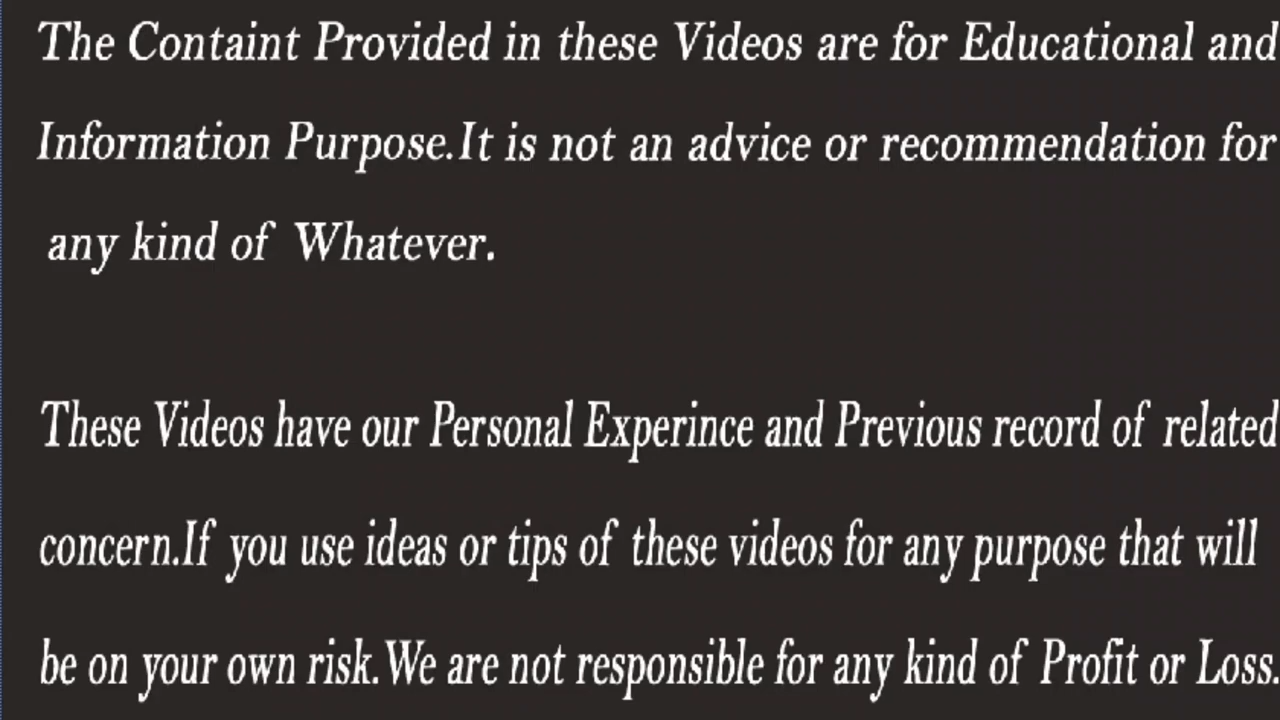 The Containt Provided in these Videos are for Educational and
Information Purpose.It is not an advice or recommendation for
any kind of Whatever.
These Videos have our Personal Experince and Previous record of related
concern.If you use ideas or tips of these videos for any purpose that will
be on your own risk.We are not responsible for any kind of Profit or Loss.